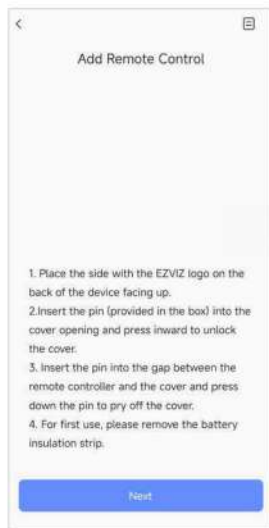 Add Remote Control
1. Place the side with the EZVIZ logo on the
back of the device facing up.
2.Insert the pin (provided in the box) into the
cover opening and press inward to unlock
the cover.
3. Insert the pin into the gap between the
remote controller and the cover and press
down the pin to pry off the cover.
4. For first use, please remove the battery
insulation strip.
Next